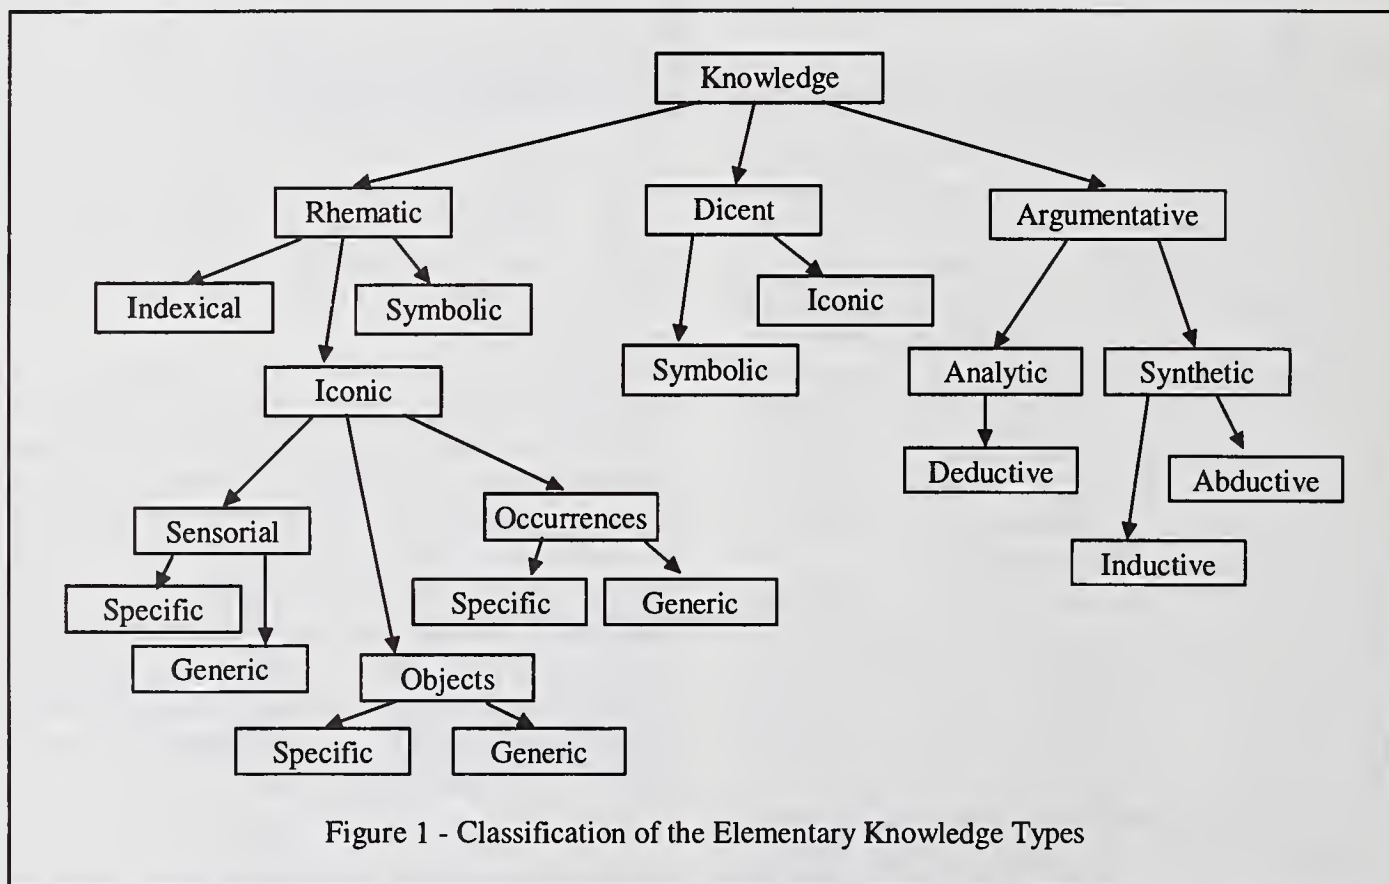 Knowledge
Rhematic
Dicent
Argumentative
Indexical
Symbolic
Iconic
Symbolic
Iconic
Analytic
Synthetic
Deductive
Abductive
Inductive
Sensorial
Occurrences
Specific
Generic
Specific
Generic
Objects
Specific
Generic
Figure 1 - Classification of the Elementary Knowledge Types